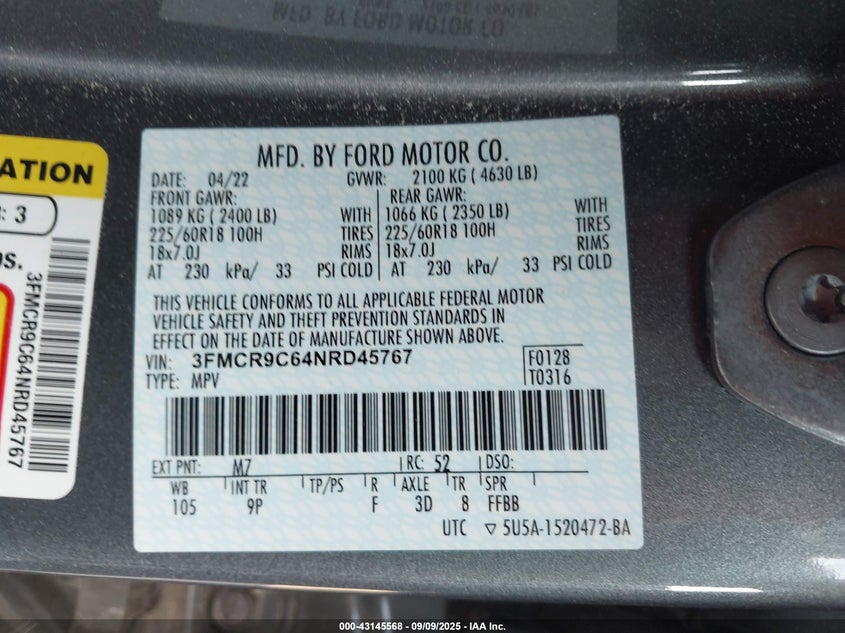 MFD. BY FORD MOTOR CO.
ATION
: 3
os.
3FMCR9C64NRD45767
MFD. BY FORD MOTOR CO.
DATE: 04/22 GVWR: 2100 KG ( 4630 LB)
FRONT GAWR: REAR GAWR:
1089 KG ( 2400 LB) WITH 1066 KG ( 2350 LB) WITH
225/60R18 100H TIRES 225/60R18 100H TIRES
18x7.0J RIMS 18x7.0J RIMS
AT 230 kPa/ 33 PSI COLD AT 230 kPa/ 33 PSI COLD
THIS VEHICLE CONFORMS TO ALL APPLICABLE FEDERAL MOTOR
VEHICLE SAFETY AND THEFT PREVENTION STANDARDS IN
EFFECT ON THE DATE OF MANUFACTURE SHOWN ABOVE.
VIN: 3FMCR9C64NRD45767 F0128
TYPE: MPV T0316
EXT PNT: M7 RC: 52 DSO:
WB INT TR TP/PS R AXLE TR SPR
105 9P F 3D 8 FFBB
UTC ▽ 5U5A-1520472-BA
000-43145568 - 09/09/2025 - IAA Inc.